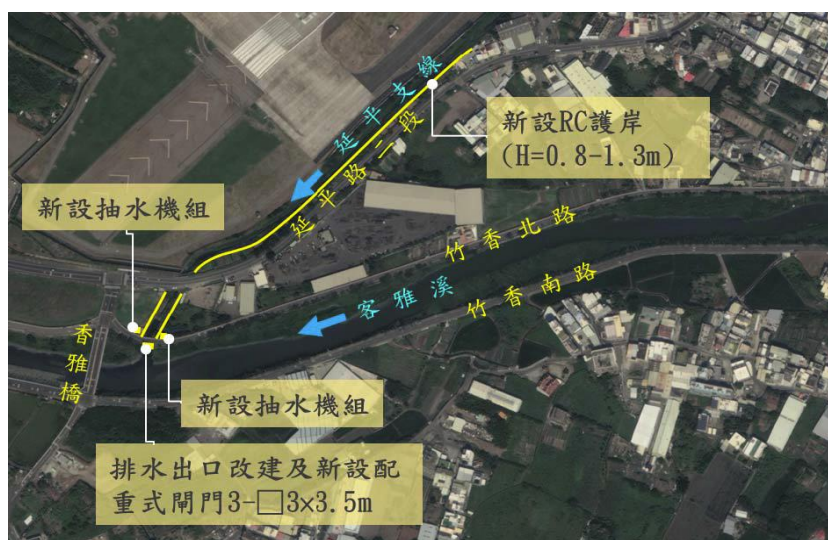 延平支線
延平路二段
新設RC護岸
(H=0.8-1.3m)
新設抽水機組
竹香北路
客雅溪
竹香南路
香雅橋
新設抽水機組
排水出口改建及新設配
重式閘門3-□3×3.5m